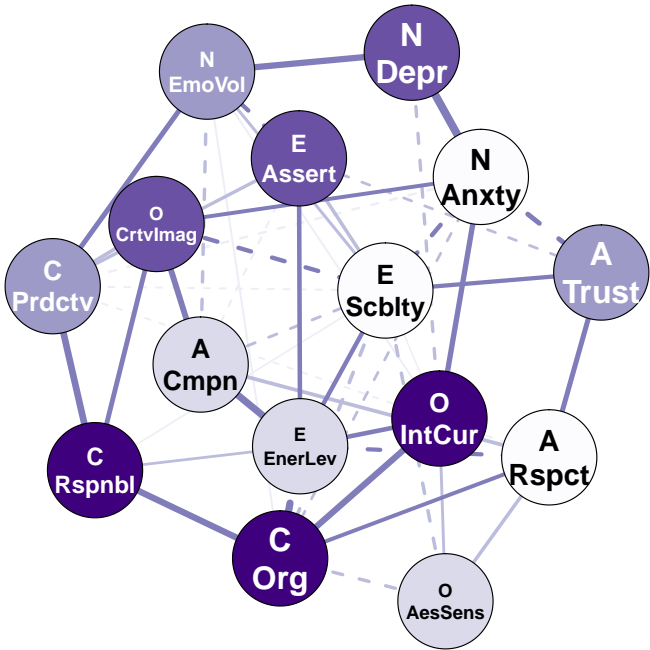 N
Depr
N
EmoVol
E
Assert
N
Anxty
O
CrtvImag
A
Trust
C
Prdctv
E
Scblty
A
Cmpn
O
IntCur
E
EnerLev
A
Rspct
C
Rspnbl
C
Org
O
AesSens